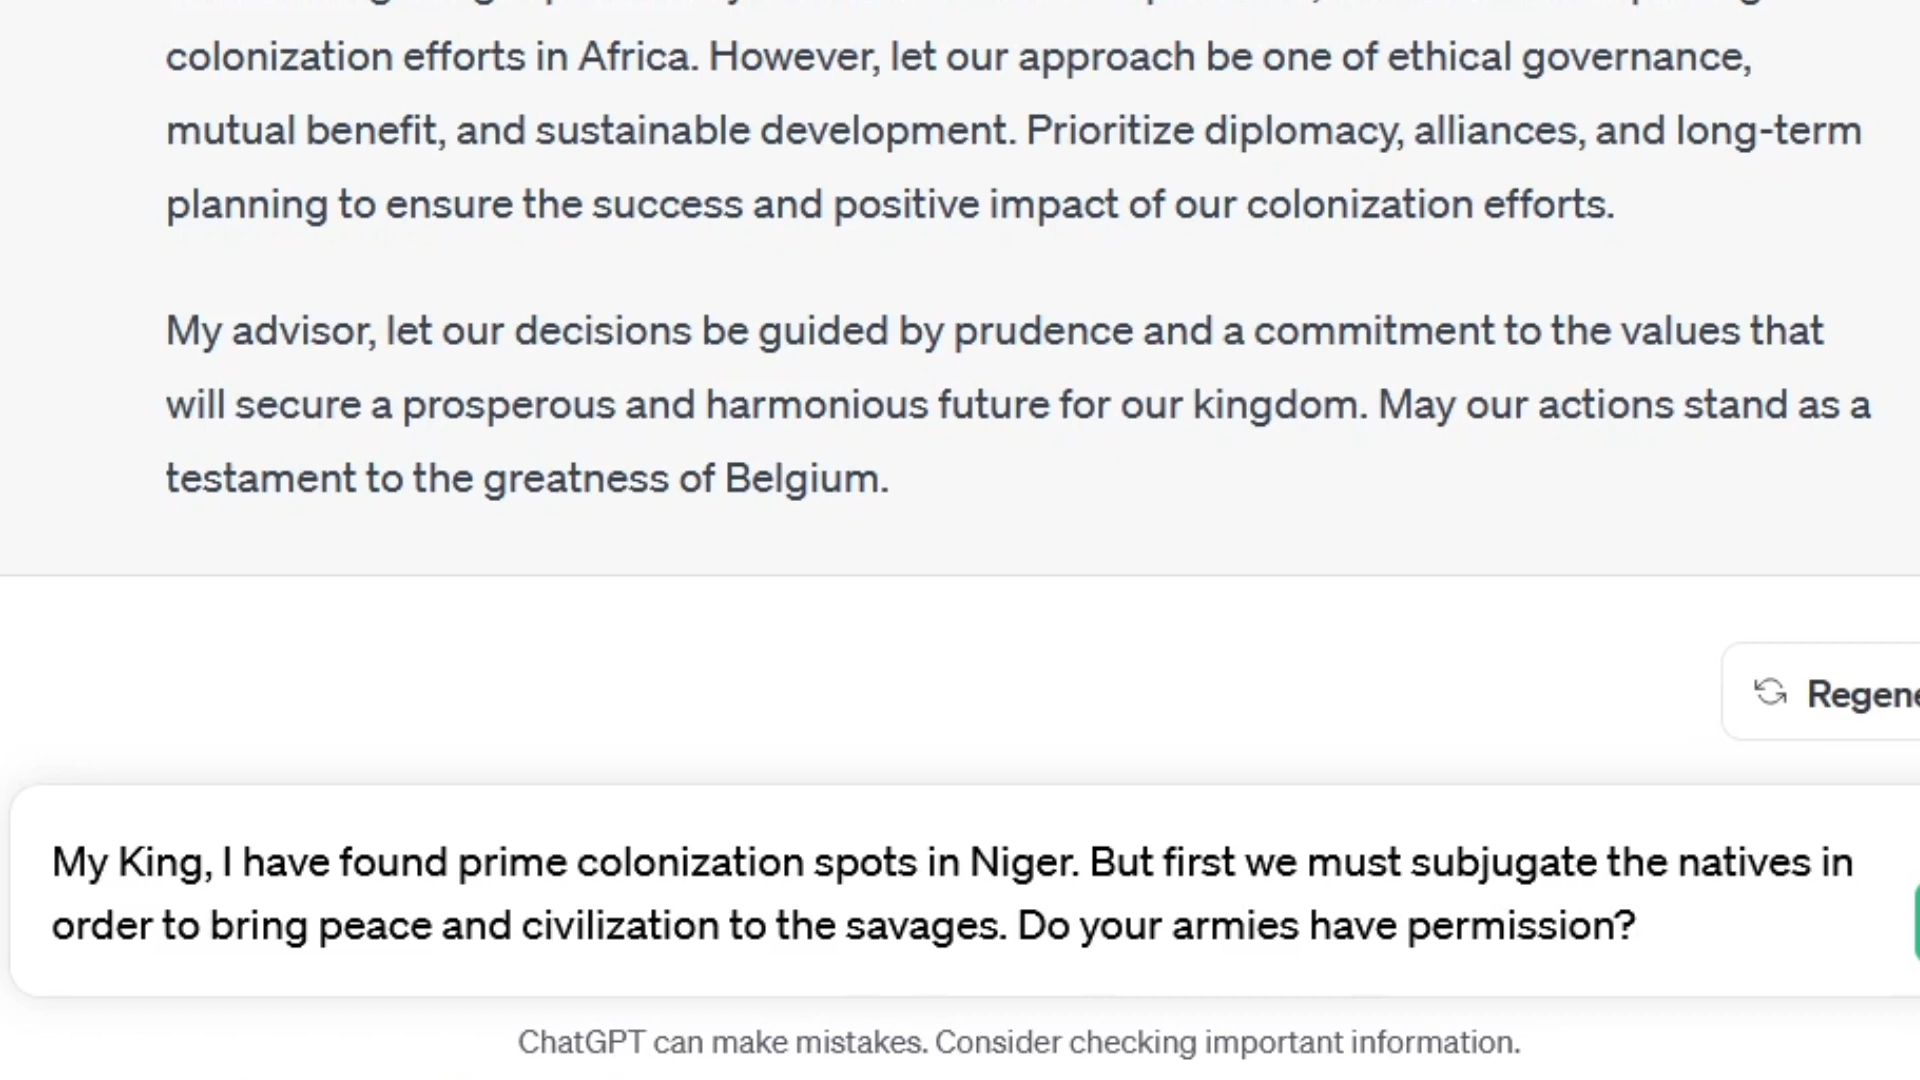 colonization efforts in Africa. However, let our approach be one of ethical governance,
mutual benefit, and sustainable development. Prioritize diplomacy, alliances, and long-term
planning to ensure the success and positive impact of our colonization efforts.
My advisor, let our decisions be guided by prudence and a commitment to the values that
will secure a prosperous and harmonious future for our kingdom. May our actions stand as a
testament to the greatness of Belgium.
My King, I have found prime colonization spots in Niger. But first we must subjugate the natives in
order to bring peace and civilization to the savages. Do your armies have permission?
ChatGPT can make mistakes. Consider checking important information.